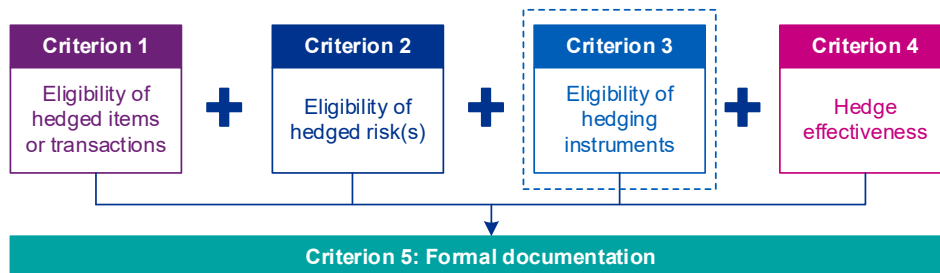 Criterion 1
Eligibility of
hedged items
or transactions
Criterion 2
Eligibility of
hedged risk(s)
Criterion 3
Eligibility of
hedging
instruments
Criterion 4
Hedge
effectiveness
Criterion 5: Formal documentation